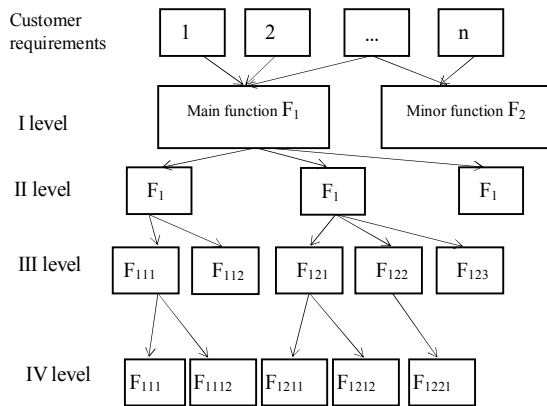 Customer
requirements
1
2
...
n
I level
Main function F₁
Minor function F₂
II level
F₁
F₁
F₁
III level
F₁₁₁
F₁₁₂
F₁₂₁
F₁₂₂
F₁₂₃
IV level
F₁₁₁
F₁₁₁₂
F₁₂₁₁
F₁₂₁₂
F₁₂₂₁